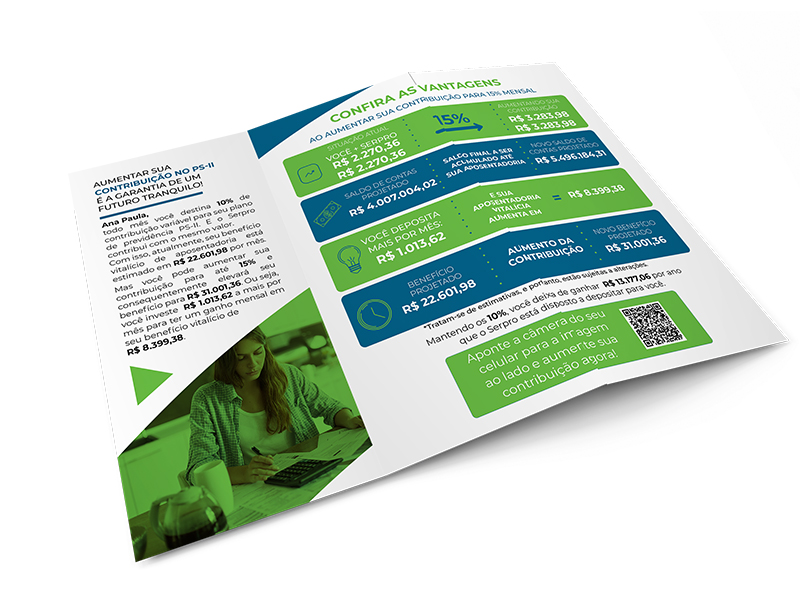 AUMENTAR SUA
CONTRIBUIÇÃO NO PS-II
É A GARANTIA DE UM
FUTURO TRANQUILO!
Ana Paula,
todo mês você destina 10% de
contribuição variável para seu plano
de previdência PS-II. E o Serpro
contribui com o mesmo valor.
Com isso, atualmente, seu benefício
vitalício de aposentadoria está
estimado em R$ 22.601,98 por mês.
Mas você pode aumentar sua
contribuição para até 15% e
consequentemente elevará seu
benefício para R$ 31.001,36. Ou seja,
você investe R$ 1.013,62 a mais por
mês para ter um ganho mensal em
seu benefício vitalício de
R$ 8.399,38.
CONFIRA AS VANTAGENS
AO AUMENTAR SUA CONTRIBUIÇÃO PARA 15% MENSAL
SITUAÇÃO ATUAL
VOCÊ + SERPRO
R$ 2.270,36
R$ 2.270,36
15%
AUMENTANDO SUA
CONTRIBUIÇÃO
R$ 3.283,98
R$ 3.283,98
SALDO DE CONTAS
PROJETADO
R$ 4.007.004,02
SALDO FINAL A SER
ACUMULADO ATÉ
SUA APOSENTADORIA
NOVO SALDO DE
CONTAS PROJETADO
R$ 5.496.184,31
VOCÊ DEPOSITA
MAIS POR MÊS:
R$ 1.013,62
E SUA
APOSENTADORIA
VITALÍCIA
AUMENTA EM
= R$ 8.399,38
BENEFÍCIO
PROJETADO
R$ 22.601,98
AUMENTO DA
CONTRIBUIÇÃO
NOVO BENEFÍCIO
PROJETADO
R$ 31.001,36
*Tratam-se de estimativas, e portanto, estão sujeitas a alterações.
Mantendo os 10%, você deixa de ganhar R$ 13.177,06 por ano
que o Serpro está disposto a depositar para você.
Aponte a câmera do seu
celular para a imagem
ao lado e aumente sua
contribuição agora!